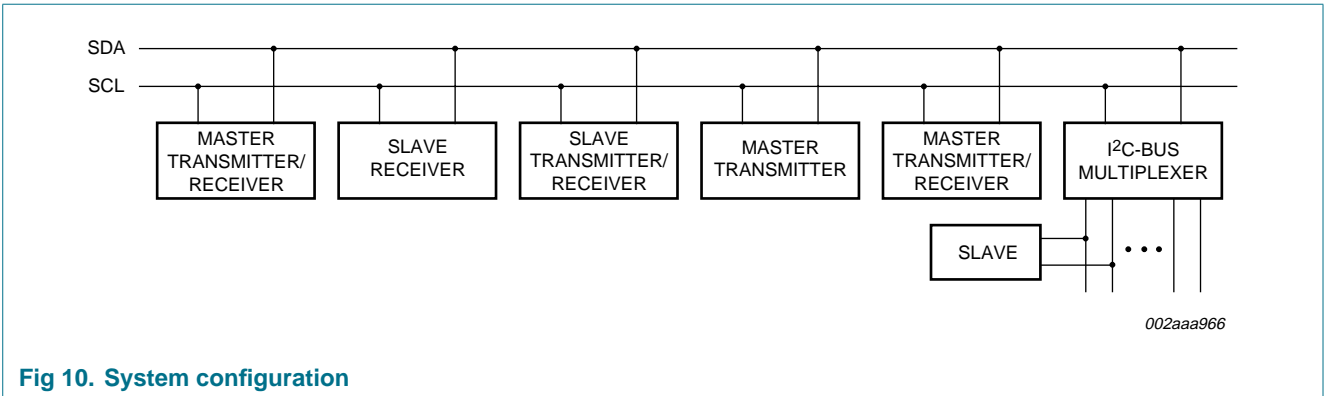 SDA
SCL
MASTER
TRANSMITTER/
RECEIVER
SLAVE
RECEIVER
SLAVE
TRANSMITTER/
RECEIVER
MASTER
TRANSMITTER
MASTER
TRANSMITTER/
RECEIVER
I²C-BUS
MULTIPLEXER
SLAVE
002aaa966
Fig 10. System configuration